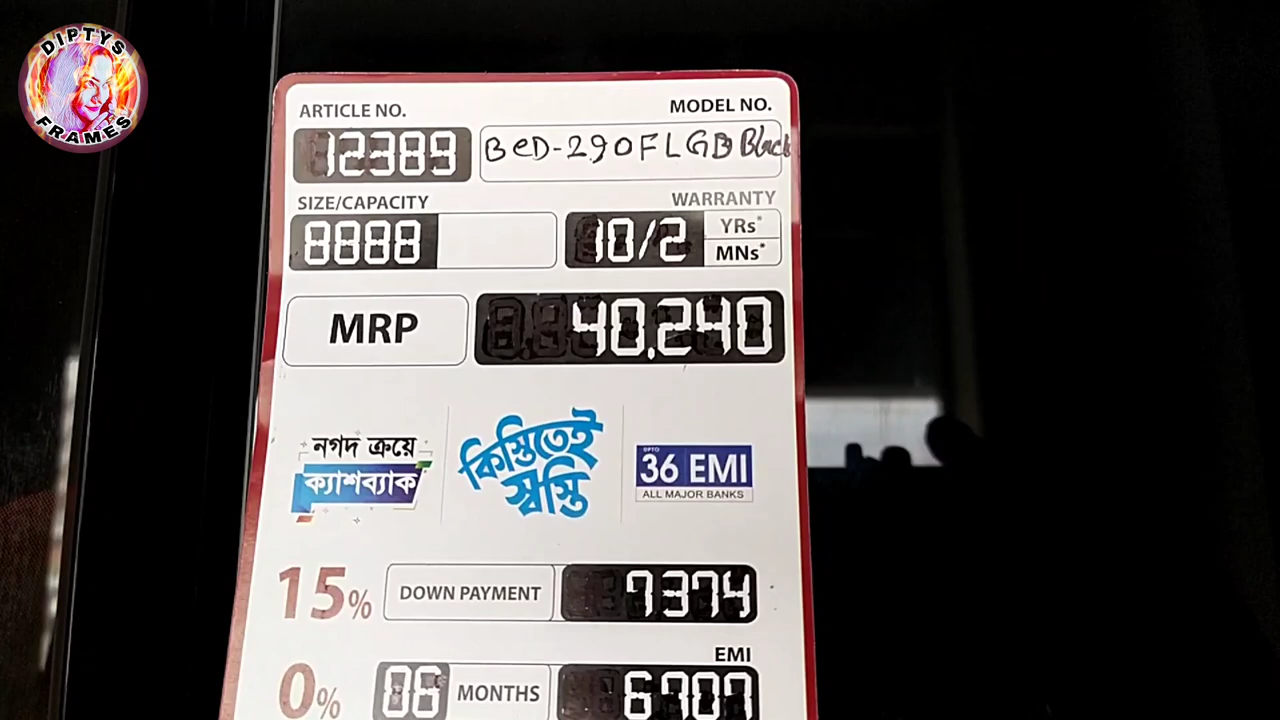 DIPTYS
FRAMES
ARTICLE NO.
MODEL NO.
12389
BCD-290FLGB Black
SIZE/CAPACITY
WARRANTY
8888
10/2
YRs*
MNs*
MRP
40,240
নগদ ক্রয়ে
ক্যাশব্যাক
কিস্তিতেই
স্বস্তি
UPTO
36 EMI
ALL MAJOR BANKS
15%
DOWN PAYMENT
7374
EMI
0%
06
MONTHS
6707